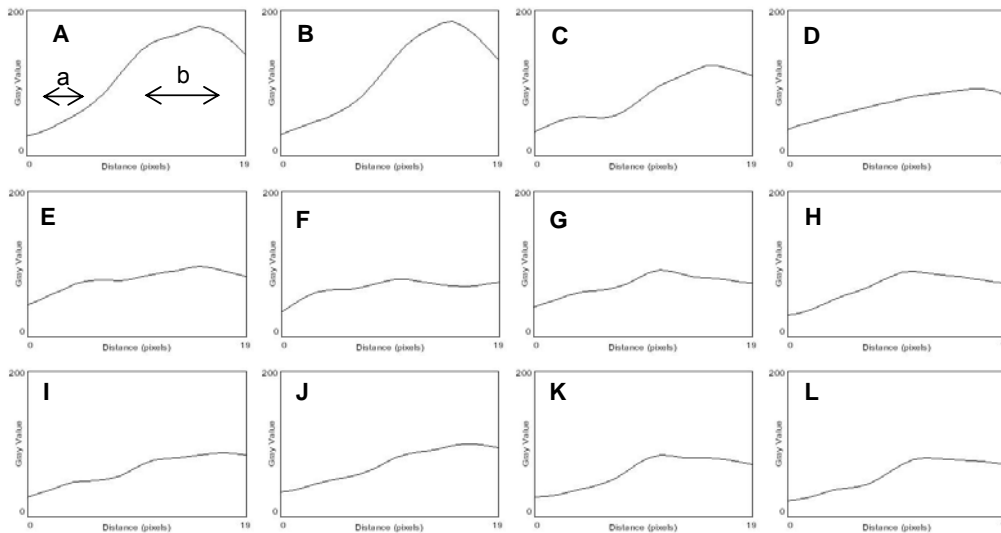 200 200 200 200
A B C D
a b
Gray Value Gray Value Gray Value Gray Value
0 0 0 0
0 19 0 19 0 19 0
Distance (pixels) Distance (pixels) Distance (pixels) Distance (pixels)
200 200 200 200
E F G H
Gray Value Gray Value Gray Value Gray Value
0 0 0 0
0 19 0 19 0 19 0
Distance (pixels) Distance (pixels) Distance (pixels) Distance (pixels)
200 200 200 200
I J K L
Gray Value Gray Value Gray Value Gray Value
0 0 0 0
0 19 0 19 0 19 0
Distance (pixels) Distance (pixels) Distance (pixels) Distance (pixels)